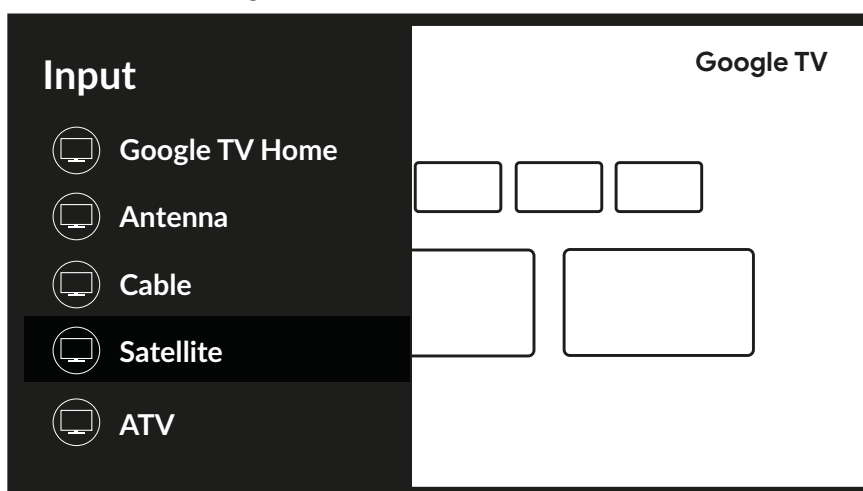 Input
Google TV
Google TV Home
Antenna
Cable
Satellite
ATV